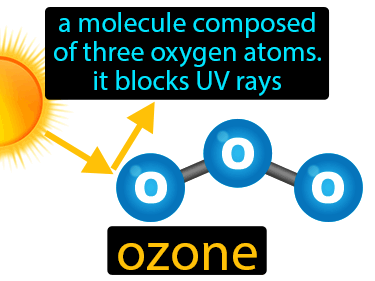 a molecule composed
of three oxygen atoms.
it blocks UV rays
O O O
ozone